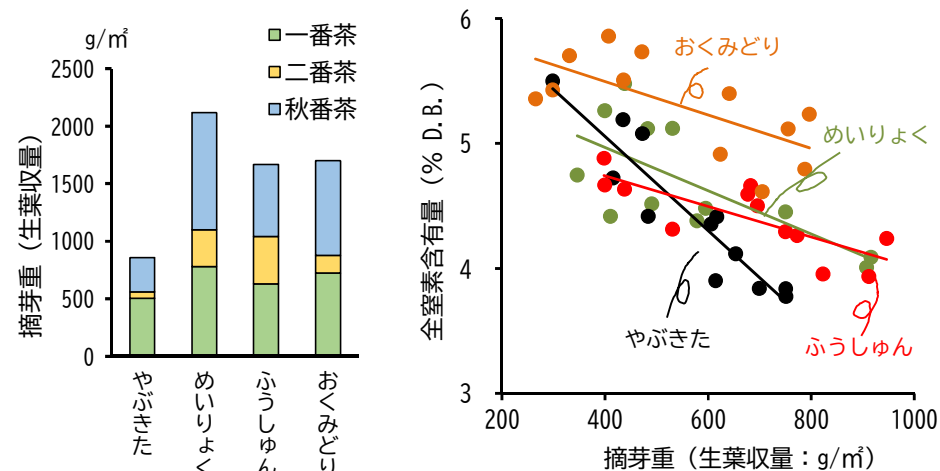 g/㎡
一番茶
二番茶
秋番茶
摘芽重（生葉収量）
2500
2000
1500
1000
500
0
やぶきた
めいりょく
ふうしゅん
おくみどり
全窒素含有量（% D.B.）
6
5
4
3
おくみどり
めいりょく
やぶきた
ふうしゅん
200
400
600
800
1000
摘芽重（生葉収量：g/㎡）